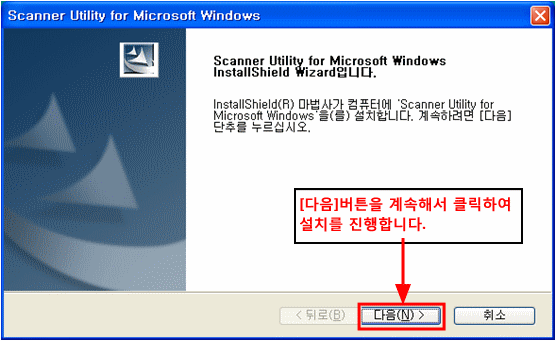 Scanner Utility for Microsoft Windows
Scanner Utility for Microsoft Windows
InstallShield Wizard입니다.
InstallShield(R) 마법사가 컴퓨터에 'Scanner Utility for
Microsoft Windows'을(를) 설치합니다. 계속하려면 [다음]
단추를 누르십시오.
[다음]버튼을 계속해서 클릭하여
설치를 진행합니다.
< 뒤로(B) 다음(N) > 취소